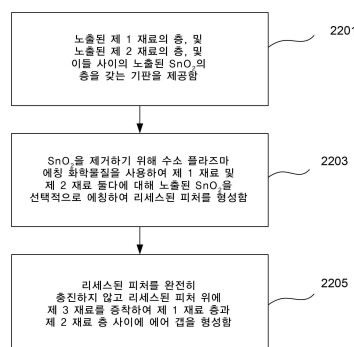 노출된 제 1 재료의 층, 및
노출된 제 2 재료의 층, 및
이들 사이의 노출된 SnO₂의
층을 갖는 기판을 제공함
2201
SnO₂을 제거하기 위해 수소 플라즈마
에칭 화학물질을 사용하여 제 1 재료 및
제 2 재료 둘다에 대해 노출된 SnO₂을
선택적으로 에칭하여 리세스된 피처를 형성함
2203
리세스된 피처를 완전히
충진하지 않고 리세스된 피처 위에
제 3 재료를 증착하여 제 1 재료 층과
제 2 재료 층 사이에 에어 갭을 형성함
2205